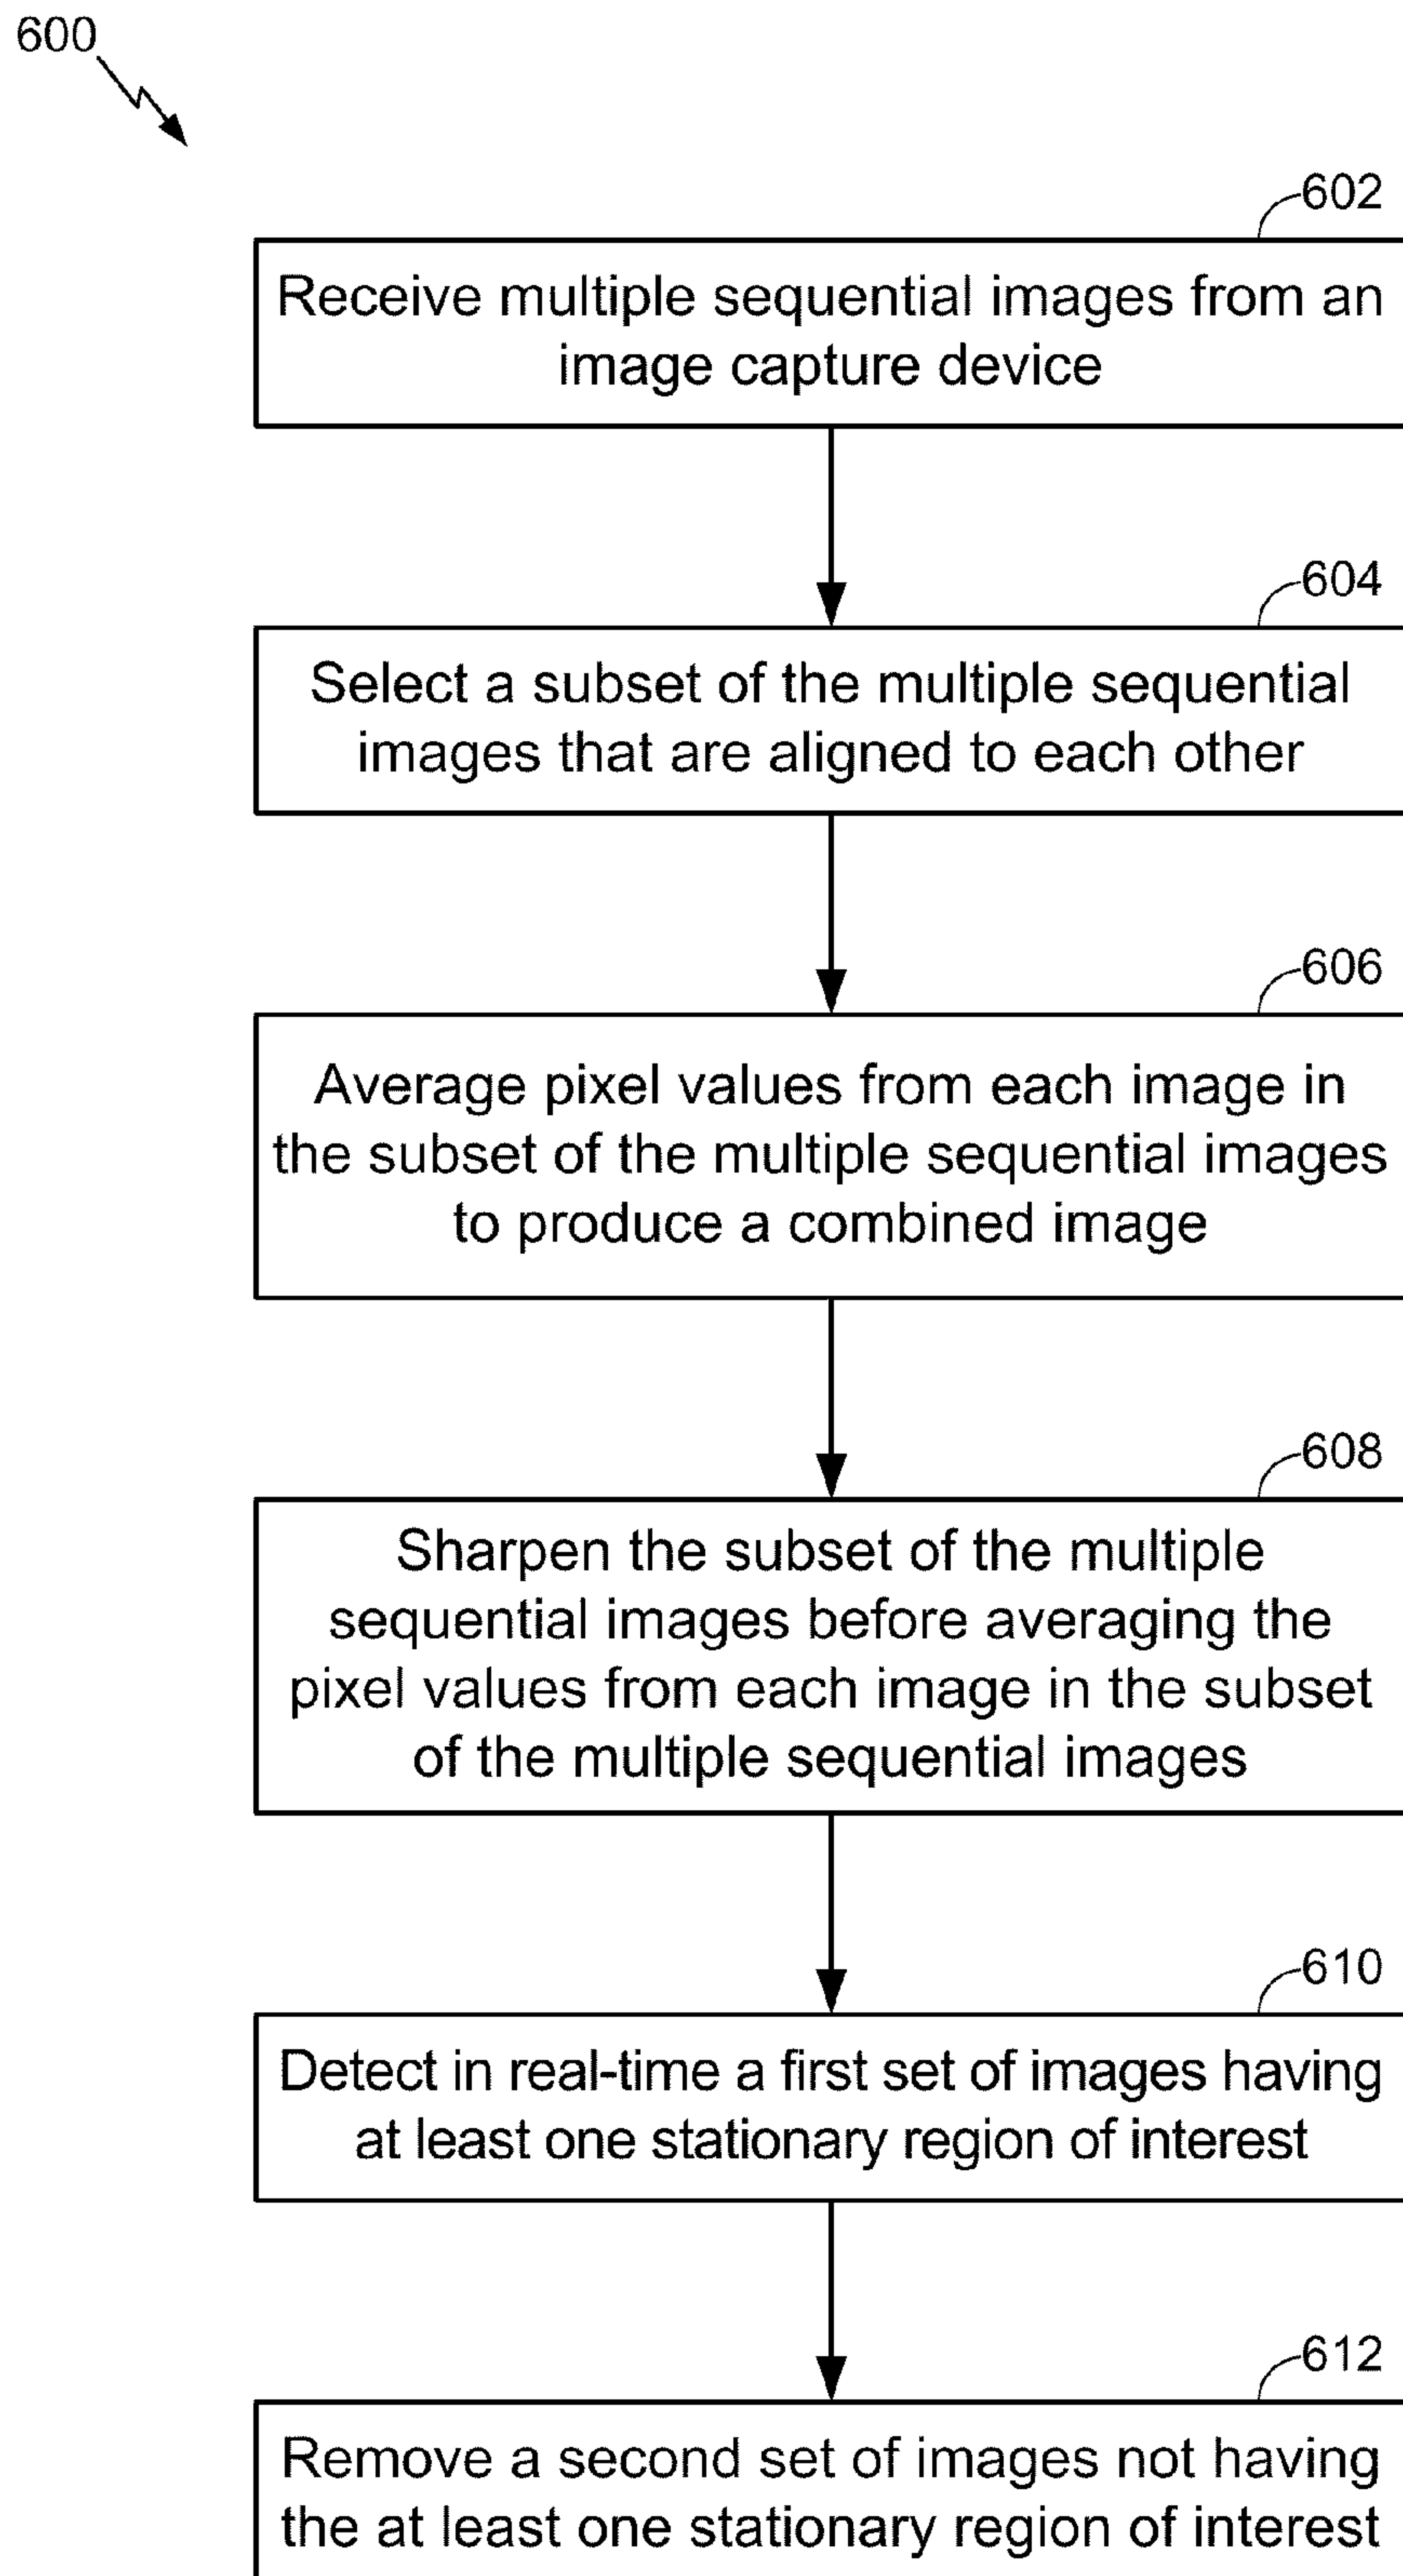 600
602
Receive multiple sequential images from an
image capture device
604
Select a subset of the multiple sequential
images that are aligned to each other
606
Average pixel values from each image in
the subset of the multiple sequential images
to produce a combined image
608
Sharpen the subset of the multiple
sequential images before averaging the
pixel values from each image in the subset
of the multiple sequential images
610
Detect in real-time a first set of images having
at least one stationary region of interest
612
Remove a second set of images not having
the at least one stationary region of interest